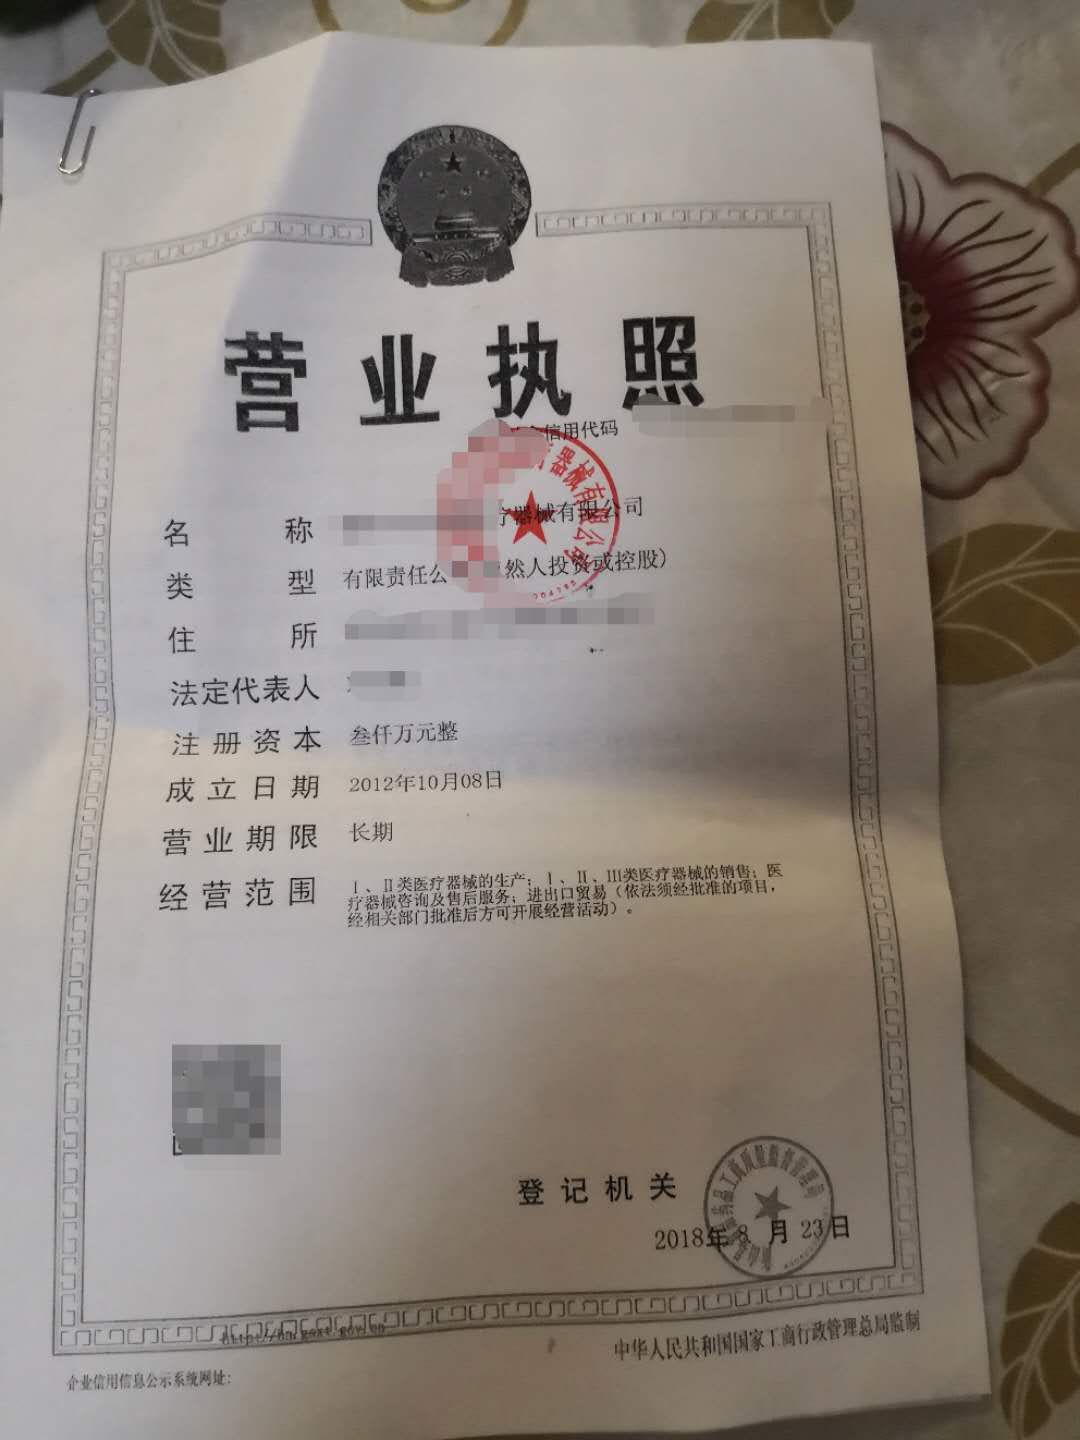 营业执照
信用代码
名称 器械有限公司
器械有限公司
类型 有限责任公 然人投资或控股）
住所
法定代表人
注册资本 叁仟万元整
成立日期 2012年10月08日
营业期限 长期
经营范围 I、II类医疗器械的生产；I、II、III类医疗器械的销售；医
疗器械咨询及售后服务；进出口贸易（依法须经批准的项目，
经相关部门批准后方可开展经营活动）。
登记机关
2018年8月23日
企业信用信息公示系统网址：
中华人民共和国国家工商行政管理总局监制